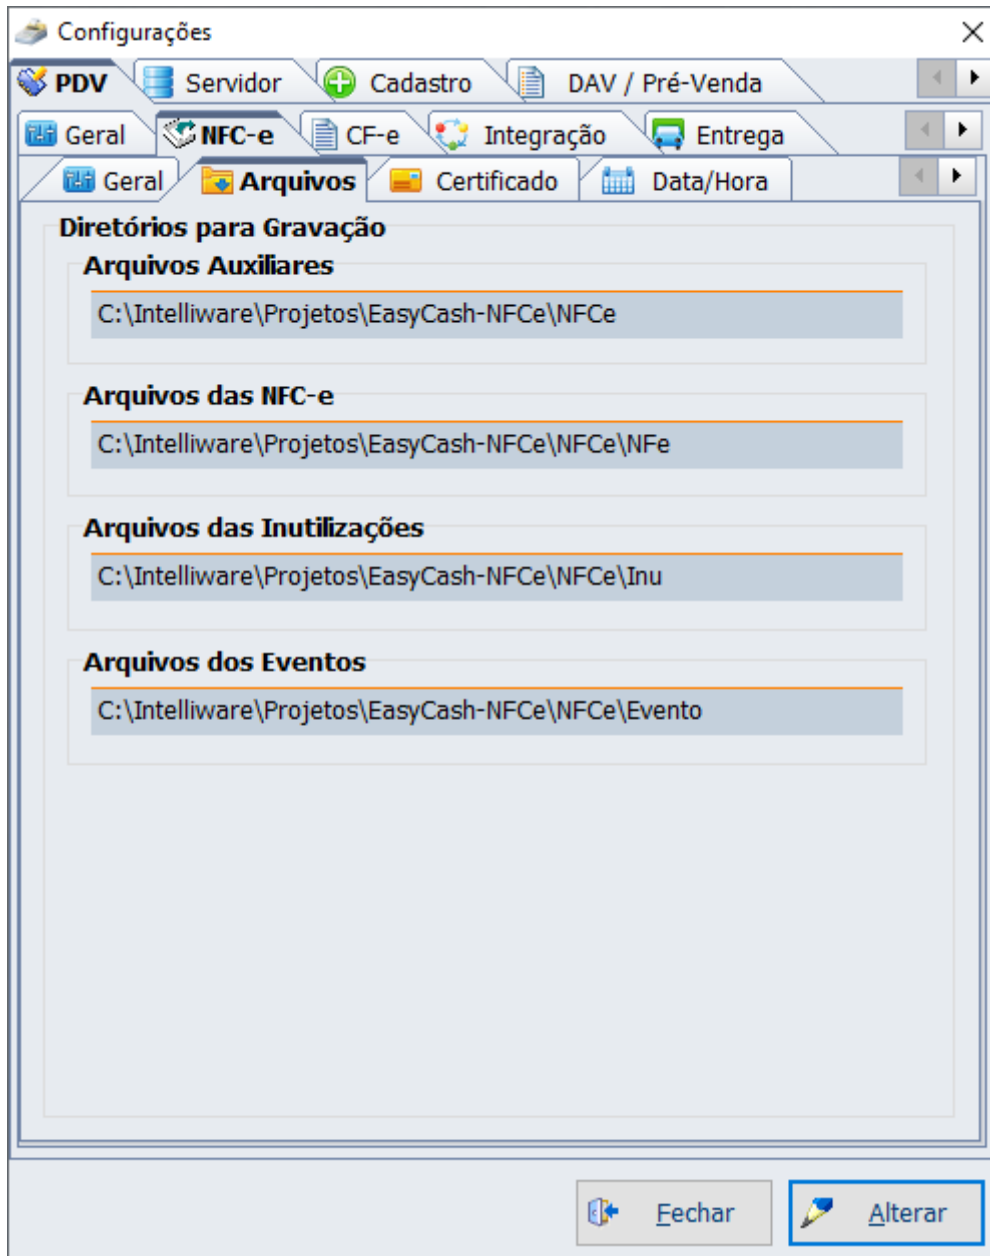 Configurações
PDV Servidor Cadastro DAV / Pré-Venda
Geral NFC-e CF-e Integração Entrega
Geral Arquivos Certificado Data/Hora
Diretórios para Gravação
Arquivos Auxiliares
C:\Intelliware\Projetos\EasyCash-NFCe\NFCe
Arquivos das NFC-e
C:\Intelliware\Projetos\EasyCash-NFCe\NFCe\NFe
Arquivos das Inutilizações
C:\Intelliware\Projetos\EasyCash-NFCe\NFCe\Inu
Arquivos dos Eventos
C:\Intelliware\Projetos\EasyCash-NFCe\NFCe\Evento
Fechar Alterar